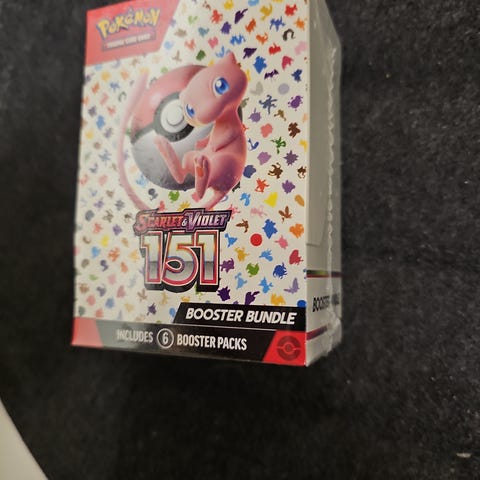 POKÉMON
TRADING CARD GAME
SCARLET & VIOLET
151
BOOSTER BUNDLE
INCLUDES 6 BOOSTER PACKS